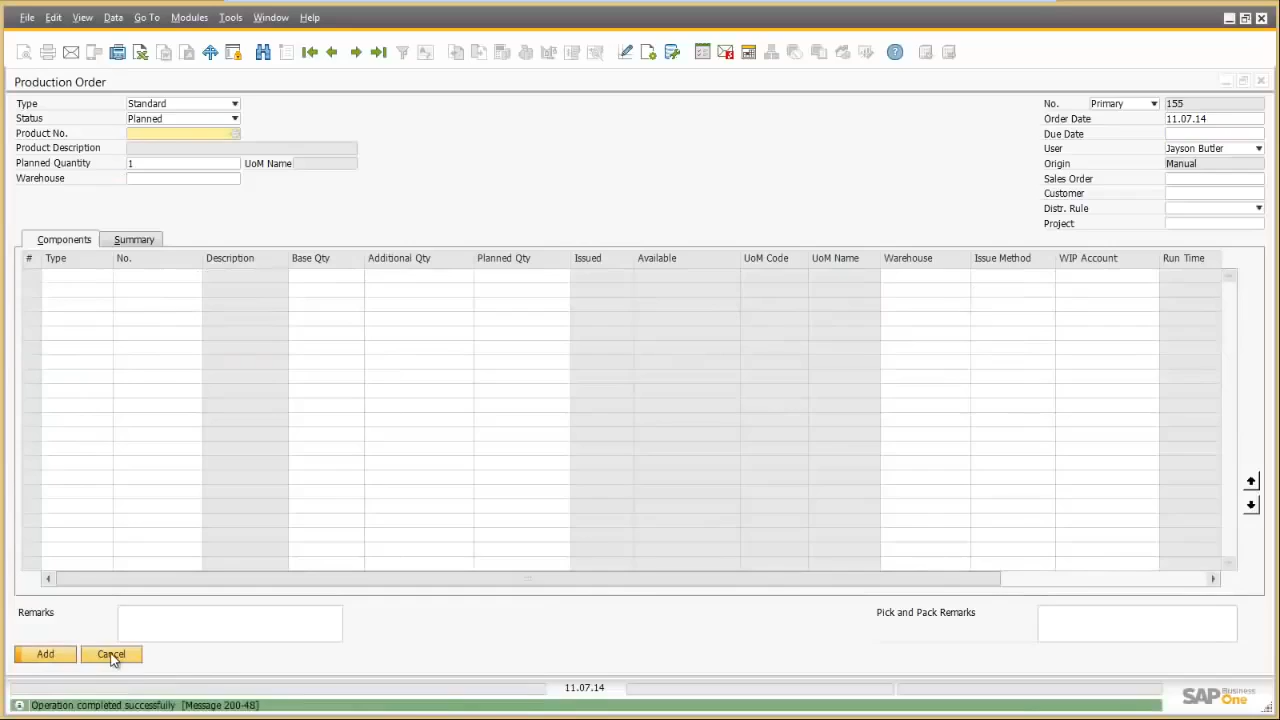 File Edit View Data Go To Modules Tools Window Help
Production Order
Type Standard No. Primary 155
Status Planned Order Date 11.07.14
Product No. Due Date
Product Description User Jayson Butler
Planned Quantity 1 UoM Name Origin Manual
Warehouse Sales Order
Customer
Distr. Rule
Project
Components Summary
# Type No. Description Base Qty Additional Qty Planned Qty Issued Available UoM Code UoM Name Warehouse Issue Method WIP Account Run Time
Remarks Pick and Pack Remarks
Add Cancel
11.07.14
Operation completed successfully [Message 200-48]
SAP Business One